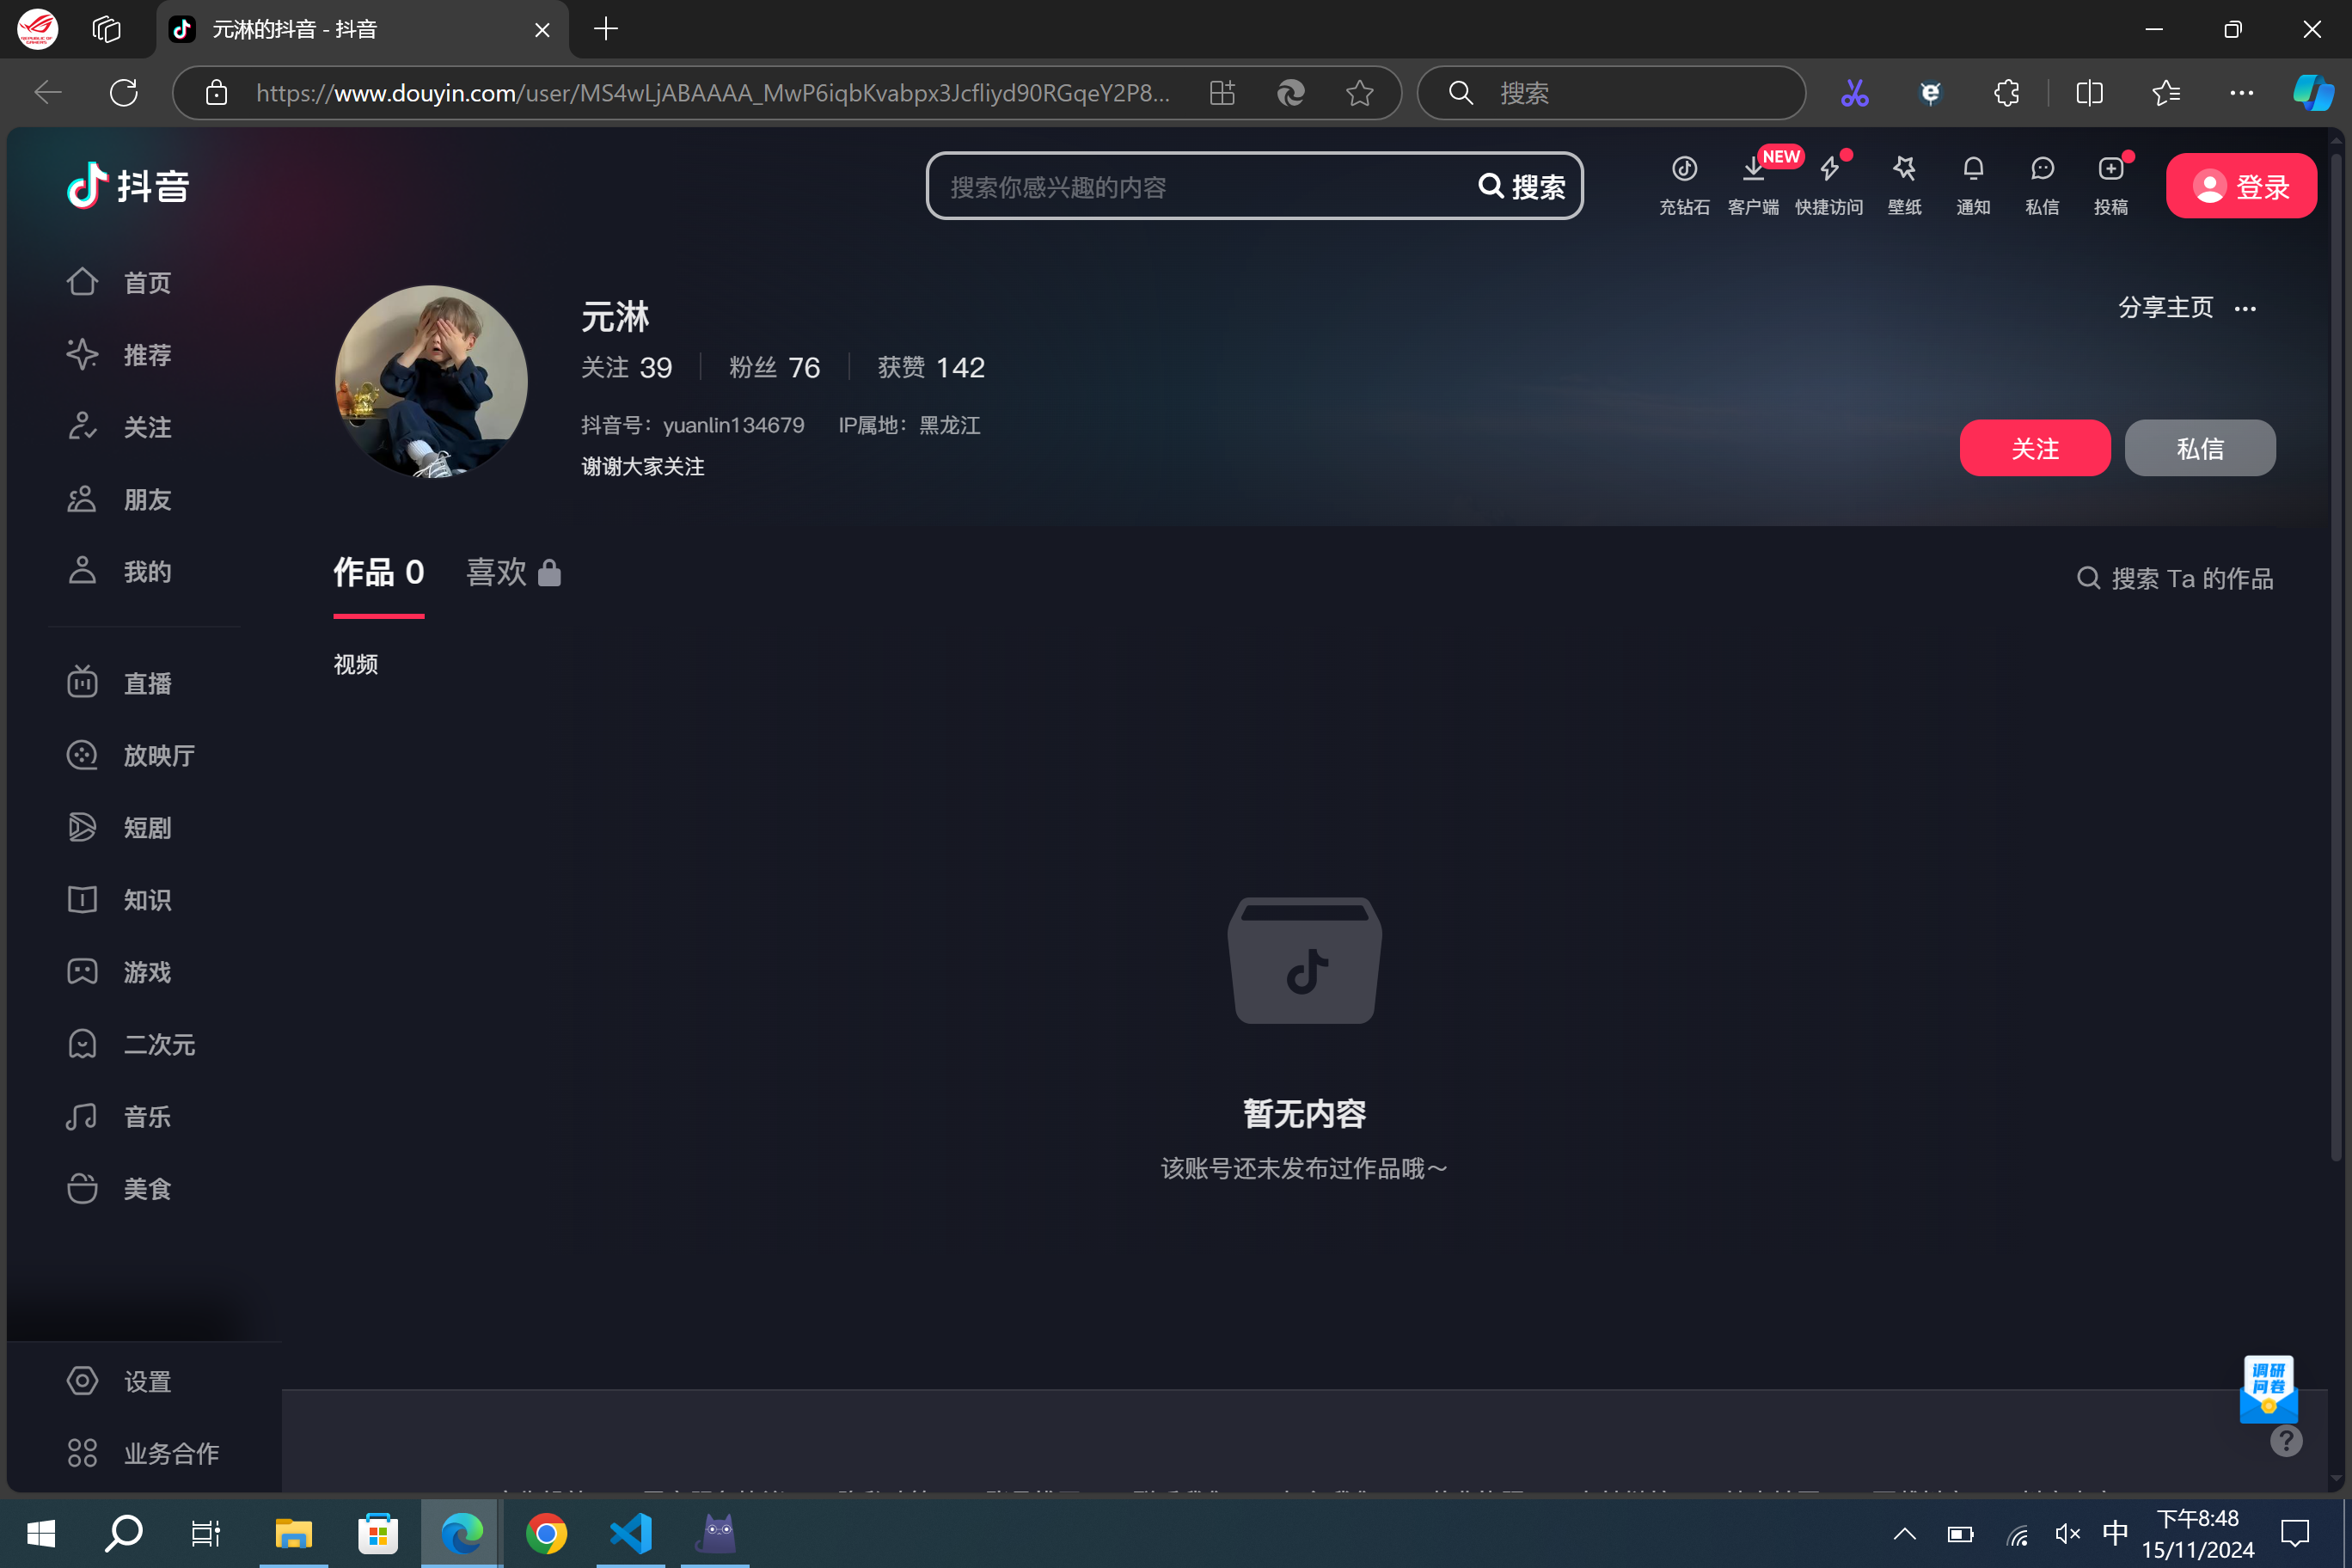 元淋的抖音 - 抖音
https://www.douyin.com/user/MS4wLjABAAAA_MwP6iqbKvabpx3Jcfliyd90RGqeY2P8...
搜索
抖音
搜索你感兴趣的内容
搜索
充钻石
NEW
客户端
快捷访问
壁纸
通知
私信
投稿
登录
首页
推荐
关注
朋友
我的
直播
放映厅
短剧
知识
游戏
二次元
音乐
美食
设置
业务合作
元淋
分享主页
关注 39
粉丝 76
获赞 142
抖音号：yuanlin134679 IP属地：黑龙江
谢谢大家关注
关注
私信
作品 0
喜欢
搜索 Ta 的作品
视频
暂无内容
该账号还未发布过作品哦～
调研
问卷
?
中
下午8:48
15/11/2024